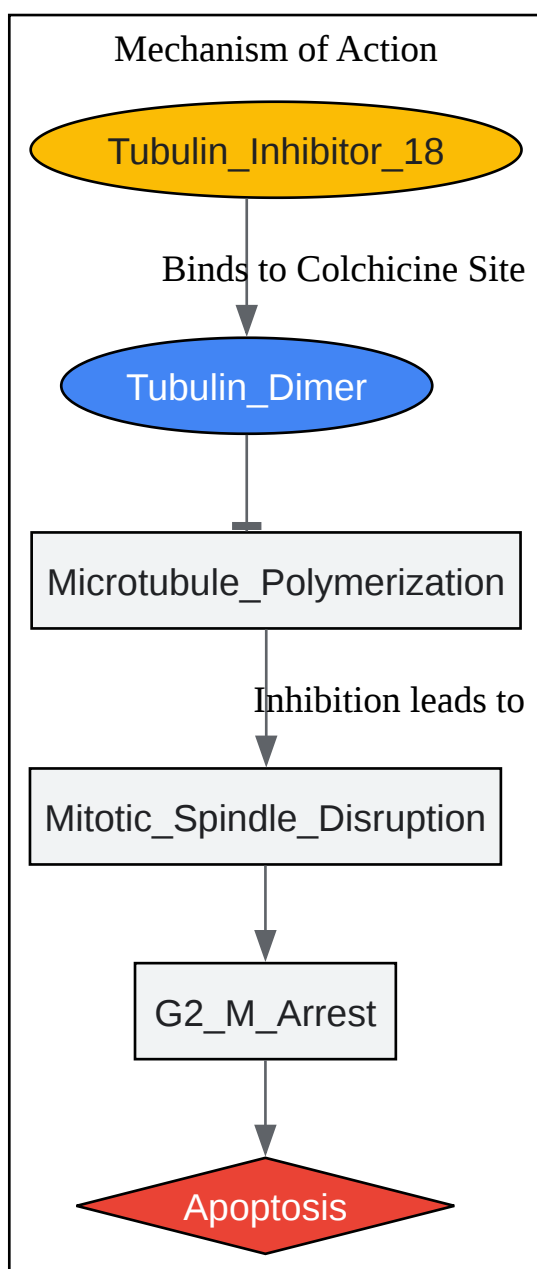 Mechanism of Action
Tubulin_Inhibitor_18
Binds to Colchicine Site
Tubulin_Dimer
Microtubule_Polymerization
Inhibition leads to
Mitotic_Spindle_Disruption
G2_M_Arrest
Apoptosis